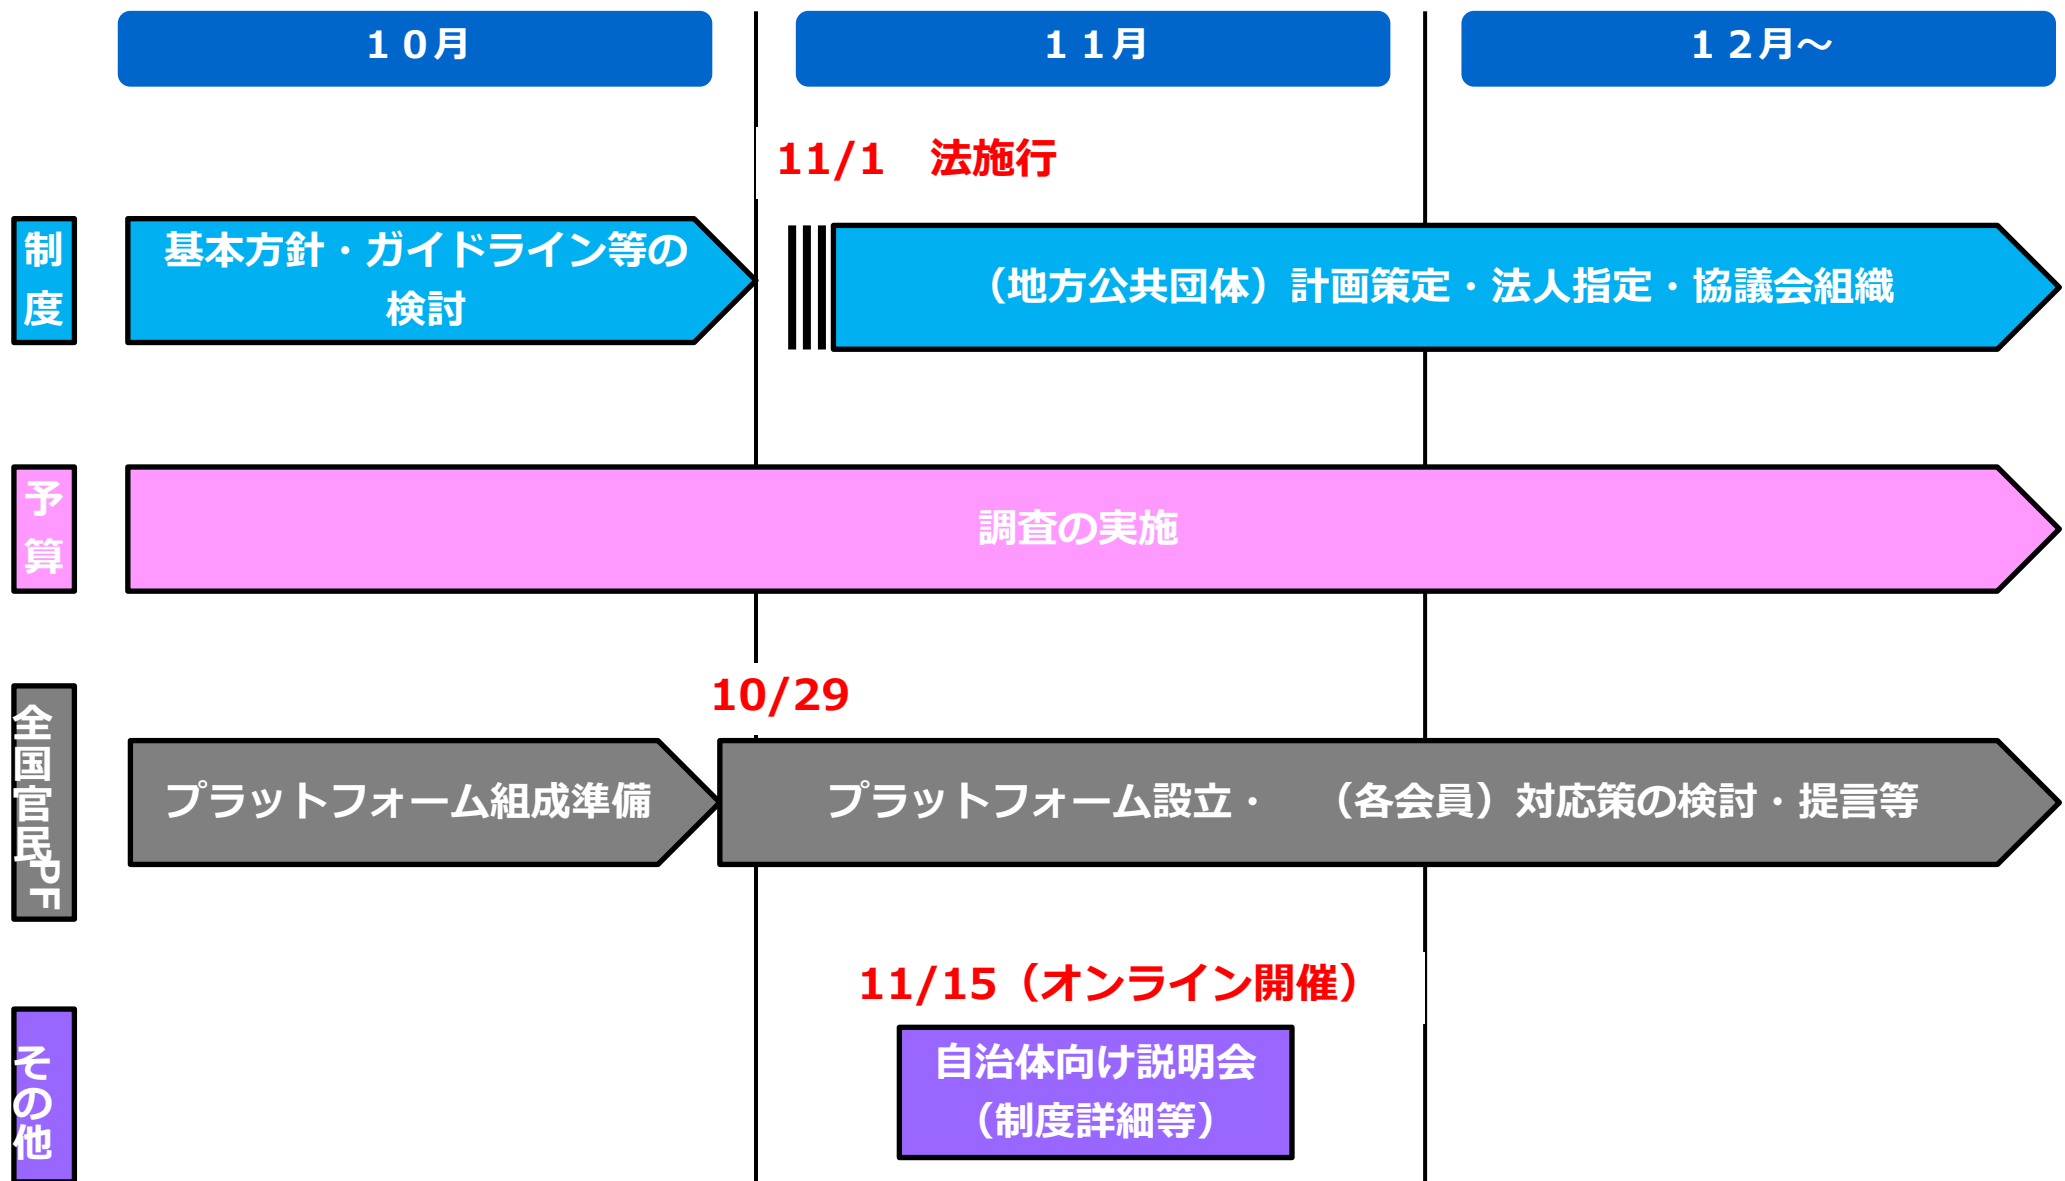 １０月
１１月
１２月～
11/1　法施行
制度
基本方針・ガイドライン等の
検討
（地方公共団体）計画策定・法人指定・協議会組織
予算
調査の実施
10/29
全国官民PF
プラットフォーム組成準備
プラットフォーム設立・　（各会員）対応策の検討・提言等
11/15（オンライン開催）
その他
自治体向け説明会
（制度詳細等）